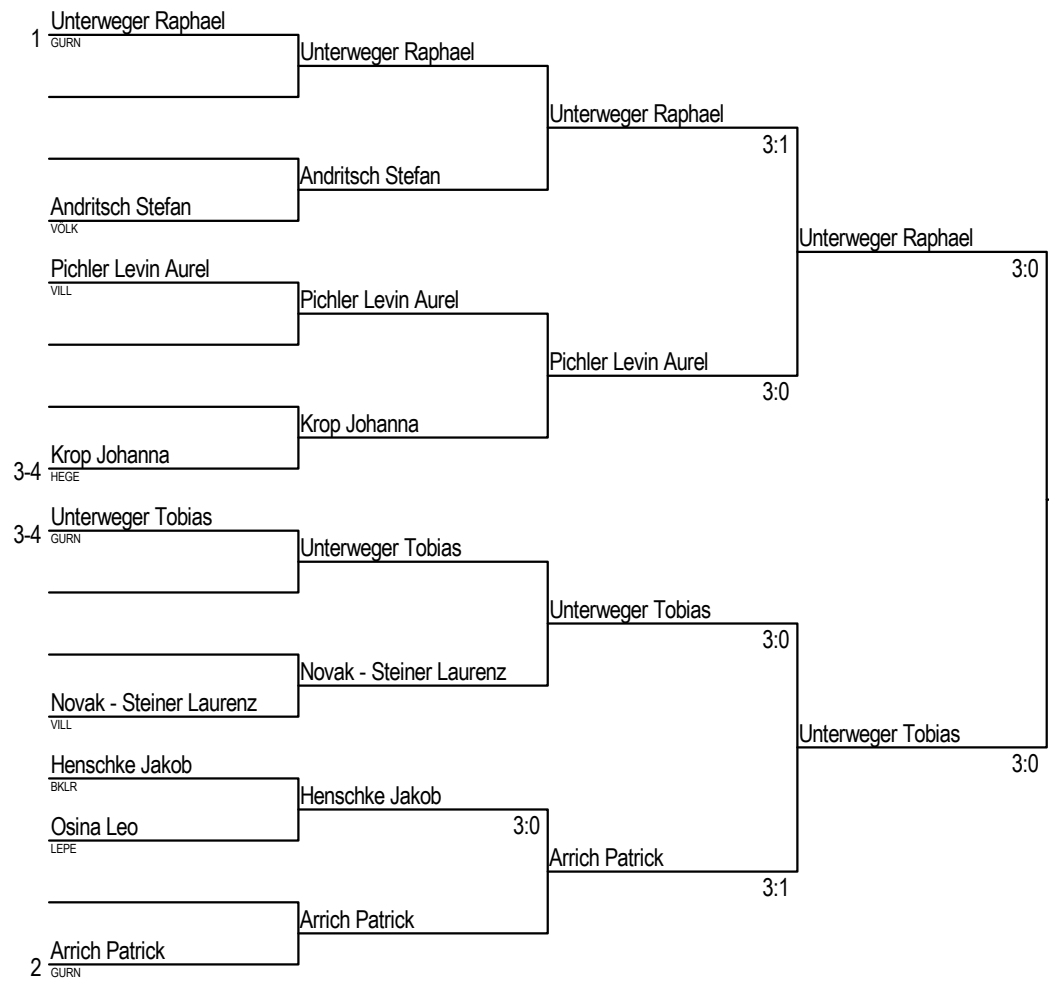 Unterweger Raphael
1
GURN
Unterweger Raphael
Unterweger Raphael
3:1
Andritsch Stefan
Andritsch Stefan
VÖLK
Unterweger Raphael
3:0
Pichler Levin Aurel
VILL
Pichler Levin Aurel
Pichler Levin Aurel
3:0
Krop Johanna
Krop Johanna
3-4
HEGE
Unterweger Tobias
3-4
GURN
Unterweger Tobias
Unterweger Tobias
3:0
Novak - Steiner Laurenz
Novak - Steiner Laurenz
VILL
Unterweger Tobias
3:0
Henschke Jakob
BKLR
Henschke Jakob
3:0
Osina Leo
LEPE
Arrich Patrick
3:1
Arrich Patrick
Arrich Patrick
2
GURN